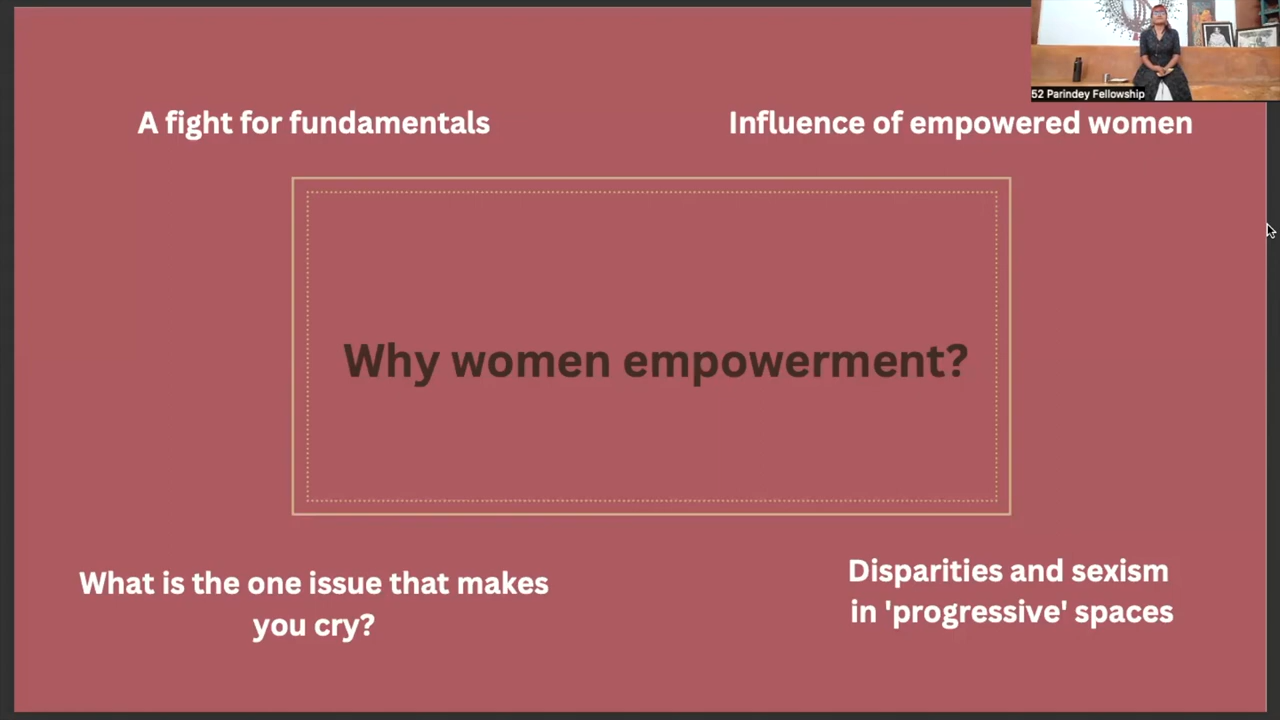 52 Parindey Fellowship
A fight for fundamentals
Influence of empowered women
Why women empowerment?
What is the one issue that makes
you cry?
Disparities and sexism
in 'progressive' spaces